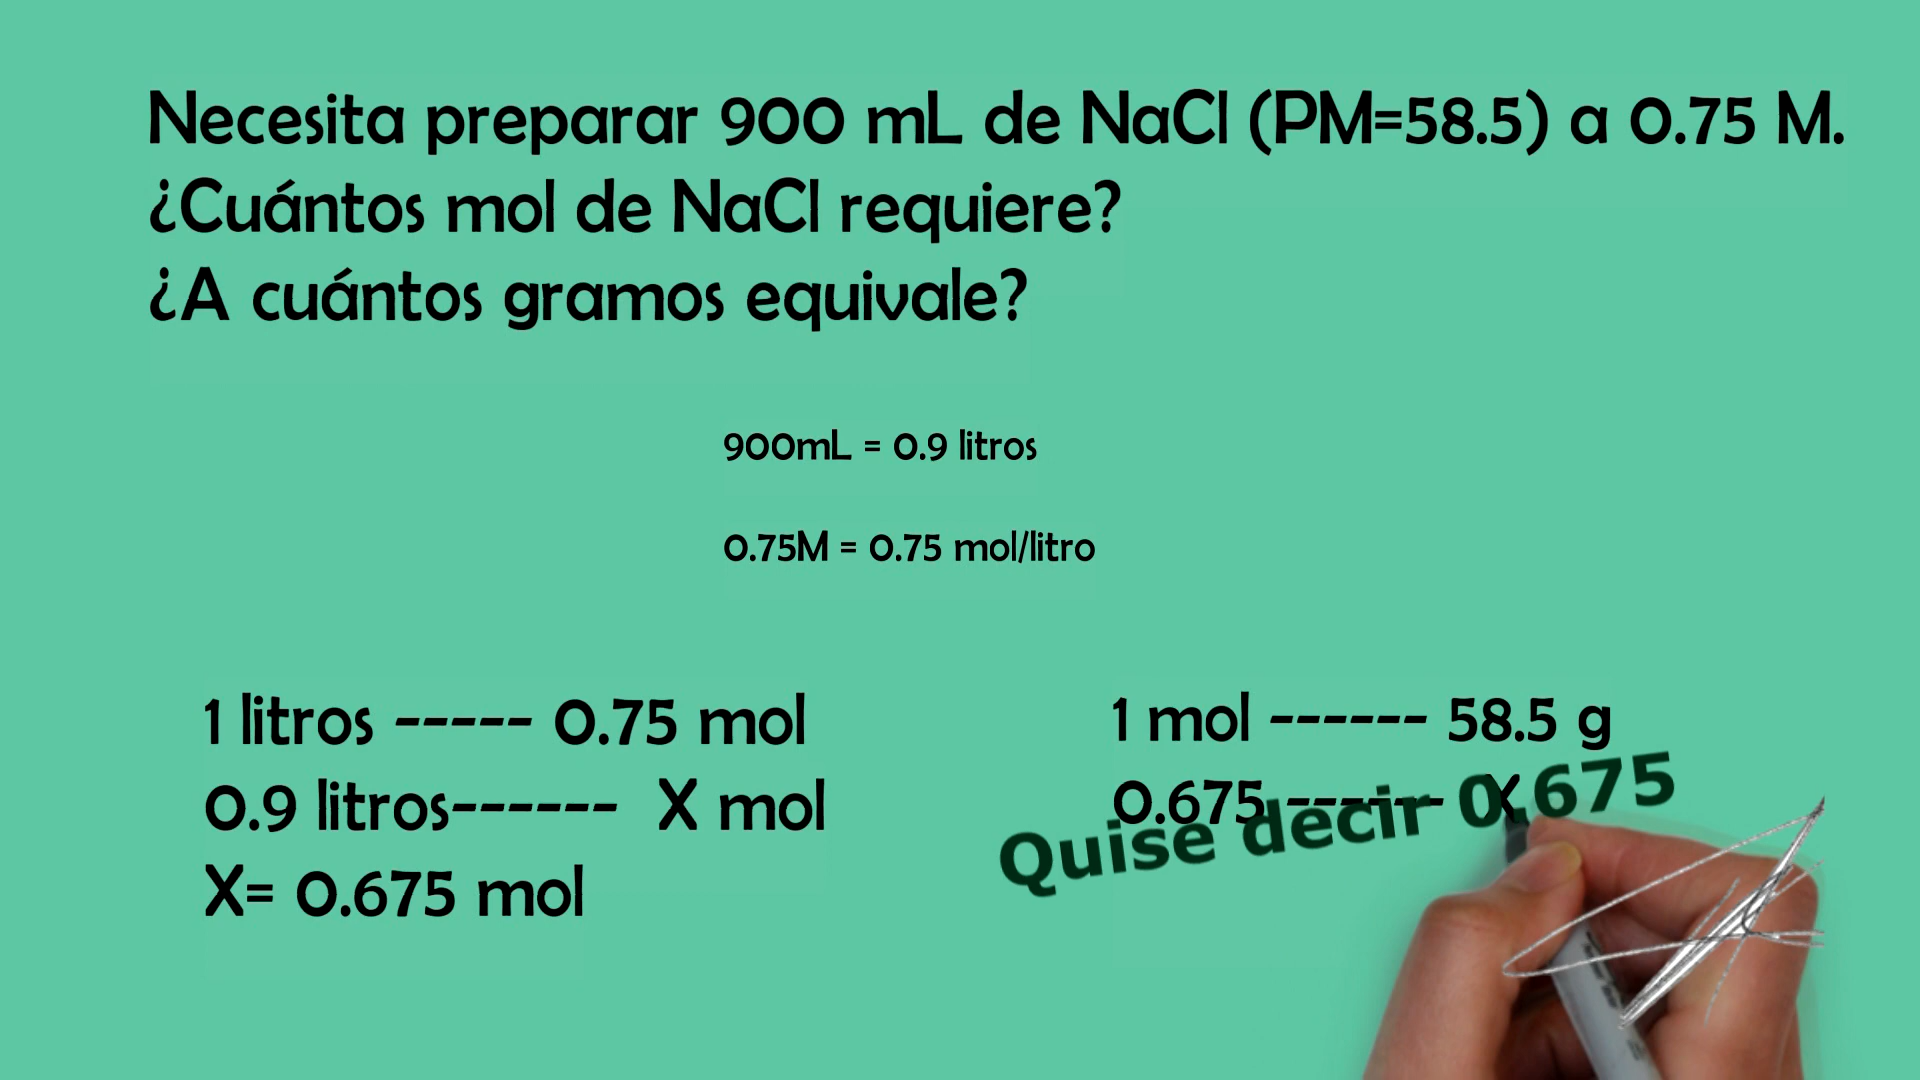 Necesita preparar 900 mL de NaCl (PM=58.5) a 0.75 M.
¿Cuántos mol de NaCl requiere?
¿A cuántos gramos equivale?
900mL = 0.9 litros
0.75M = 0.75 mol/litro
1 litros ----- 0.75 mol
0.9 litros------ X mol
X= 0.675 mol
1 mol ------ 58.5 g
0.675 ------ X
Quise decir 0.675